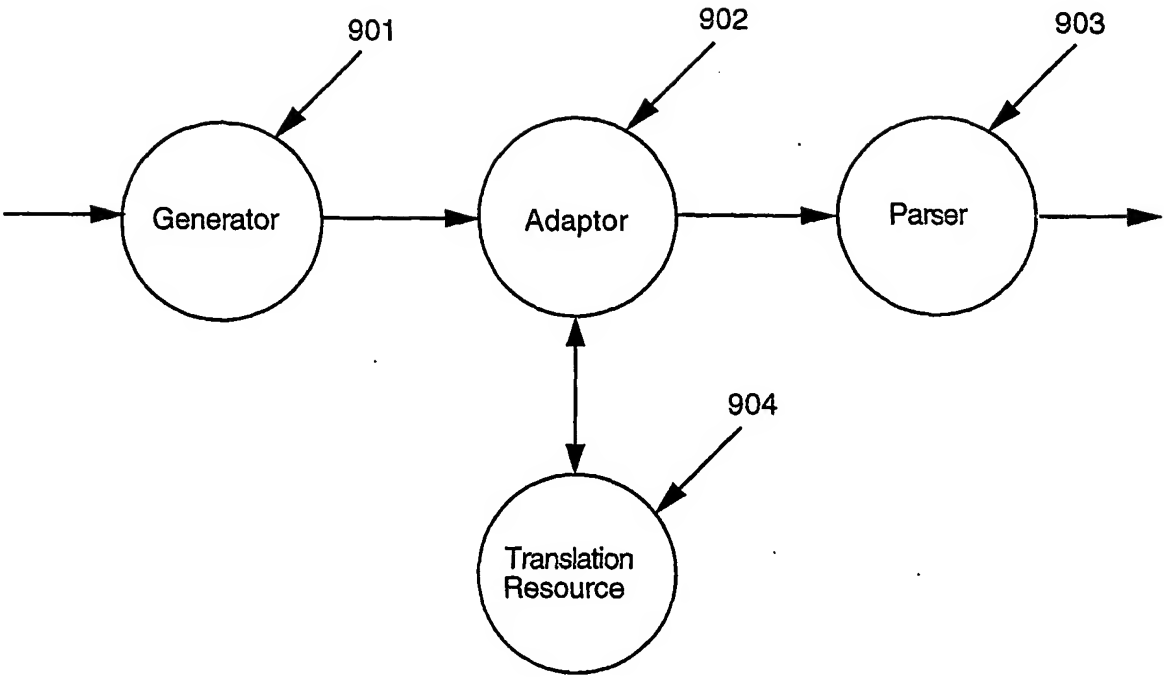 901
902
903
Generator
Adaptor
Parser
904
Translation
Resource